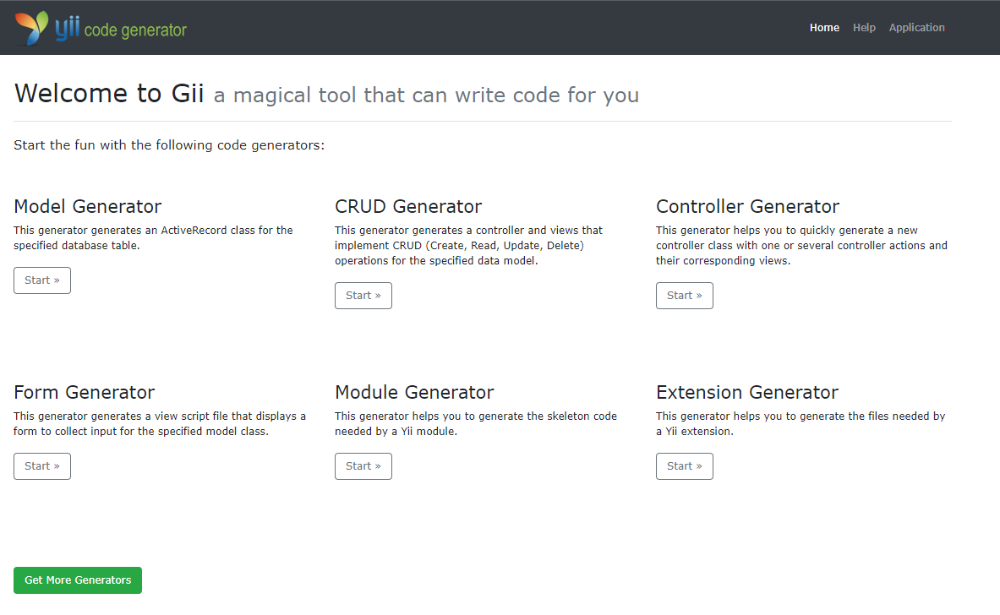 yii code generator
Home Help Application
Welcome to Gii a magical tool that can write code for you
Start the fun with the following code generators:
Model Generator
This generator generates an ActiveRecord class for the
specified database table.
Start »
CRUD Generator
This generator generates a controller and views that
implement CRUD (Create, Read, Update, Delete)
operations for the specified data model.
Start »
Controller Generator
This generator helps you to quickly generate a new
controller class with one or several controller actions and
their corresponding views.
Start »
Form Generator
This generator generates a view script file that displays a
form to collect input for the specified model class.
Start »
Module Generator
This generator helps you to generate the skeleton code
needed by a Yii module.
Start »
Extension Generator
This generator helps you to generate the files needed by
a Yii extension.
Start »
Get More Generators